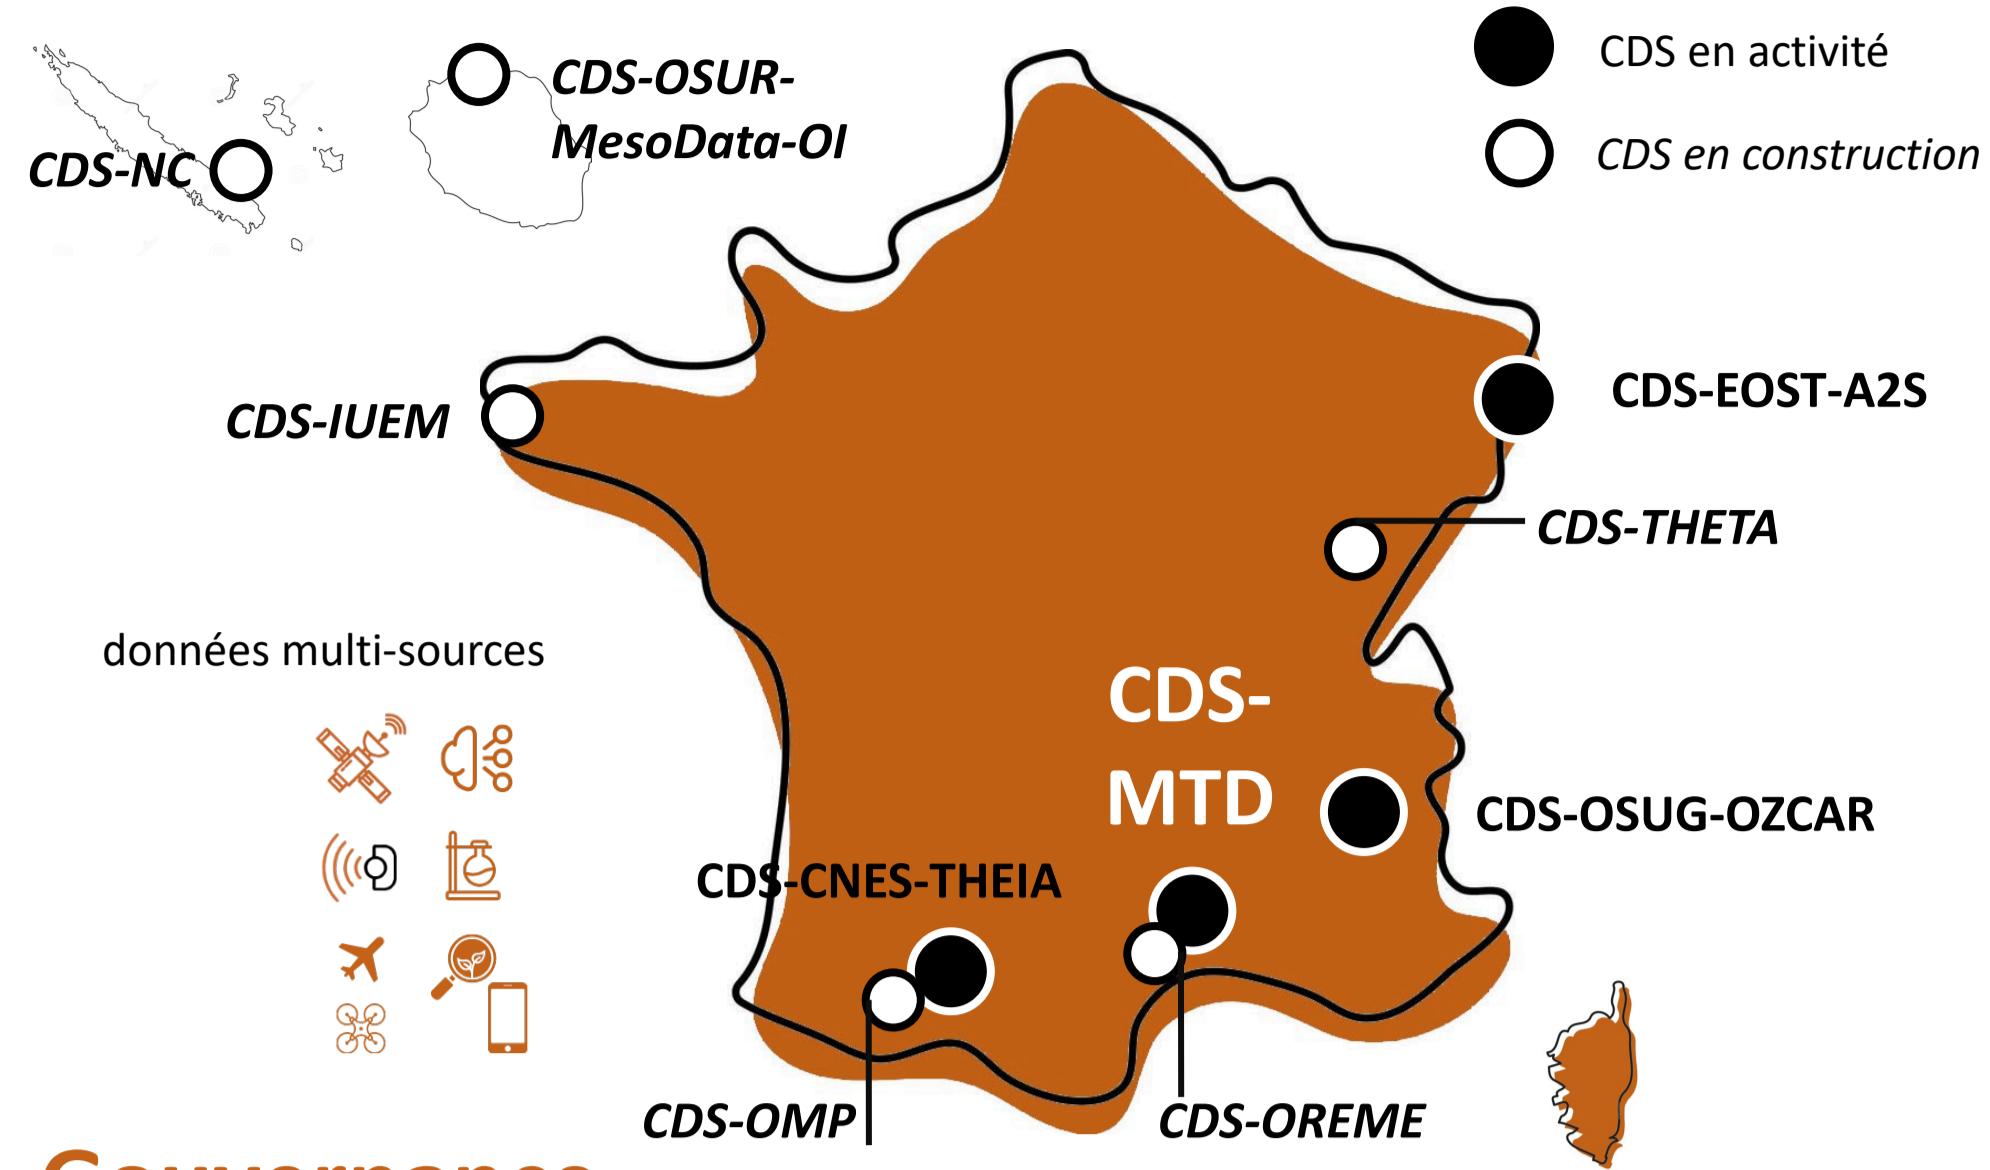 CDS en activité
CDS-OSUR-
MesoData-OI
CDS en construction
CDS-NC
CDS-EOST-A2S
CDS-IUEM
CDS-THETA
données multi-sources
CDS-
MTD
CDS-OSUG-OZCAR
CDS-CNES-THEIA
CDS-OMP
CDS-OREME
Gouvernance